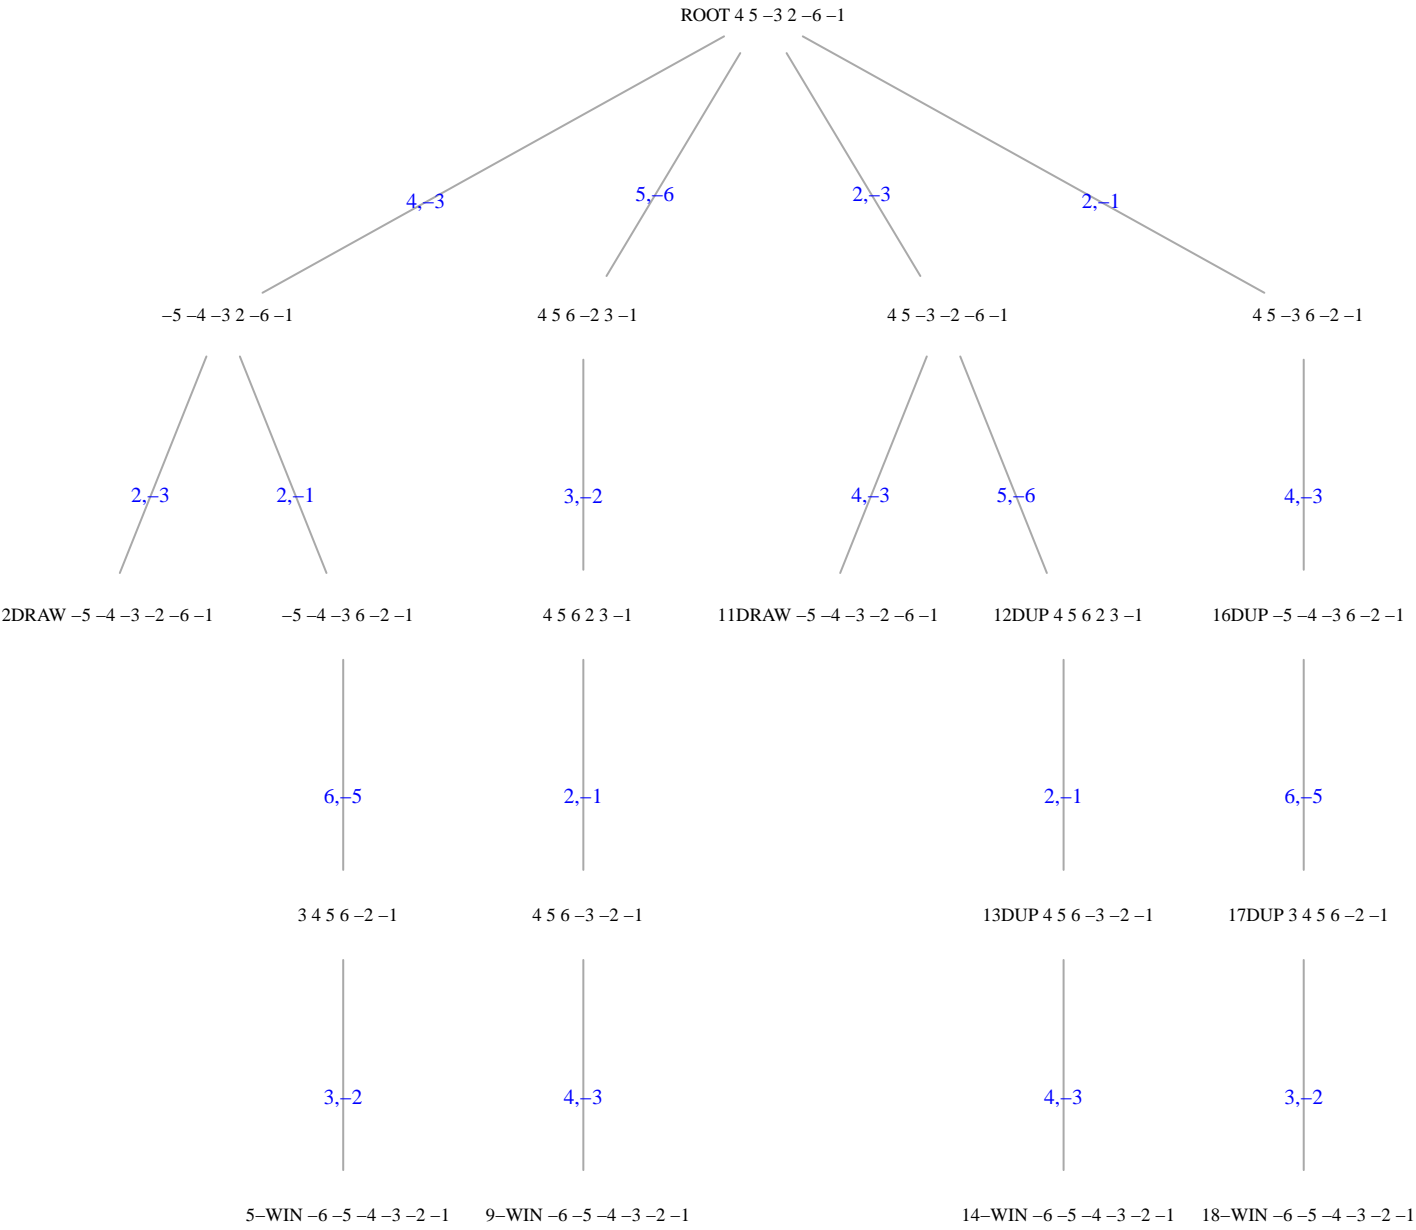 ROOT 4 5 –3 2 –6 –1
4,–3
5,–6
2,–3
2,–1
–5 –4 –3 2 –6 –1
4 5 6 –2 3 –1
4 5 –3 –2 –6 –1
4 5 –3 6 –2 –1
2,–3
2,–1
3,–2
4,–3
5,–6
4,–3
2DRAW –5 –4 –3 –2 –6 –1
–5 –4 –3 6 –2 –1
4 5 6 2 3 –1
11DRAW –5 –4 –3 –2 –6 –1
12DUP 4 5 6 2 3 –1
16DUP –5 –4 –3 6 –2 –1
6,–5
2,–1
2,–1
6,–5
3 4 5 6 –2 –1
4 5 6 –3 –2 –1
13DUP 4 5 6 –3 –2 –1
17DUP 3 4 5 6 –2 –1
3,–2
4,–3
4,–3
3,–2
5–WIN –6 –5 –4 –3 –2 –1
9–WIN –6 –5 –4 –3 –2 –1
14–WIN –6 –5 –4 –3 –2 –1
18–WIN –6 –5 –4 –3 –2 –1